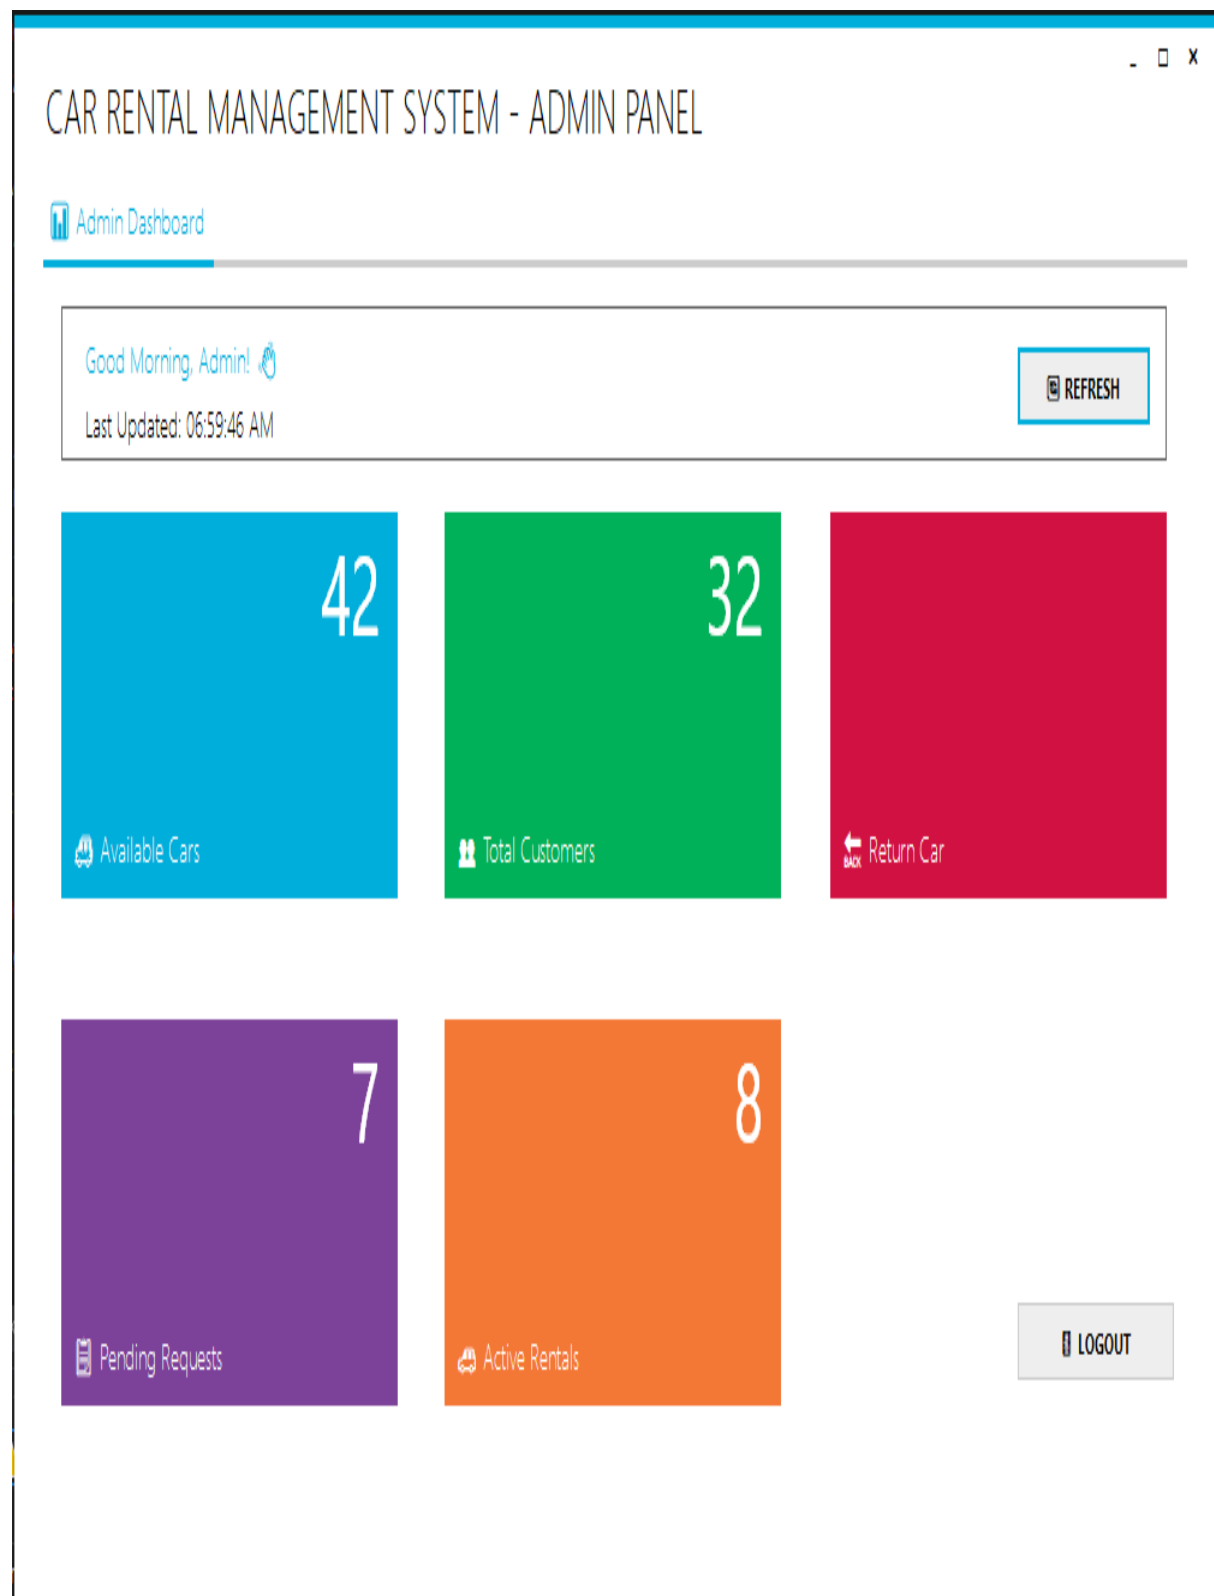 CAR RENTAL MANAGEMENT SYSTEM - ADMIN PANEL
Admin Dashboard
Good Morning, Admin!
REFRESH
Last Updated: 06:59:46 AM
42
Available Cars
32
Total Customers
BACK Return Car
7
Pending Requests
8
Active Rentals
LOGOUT